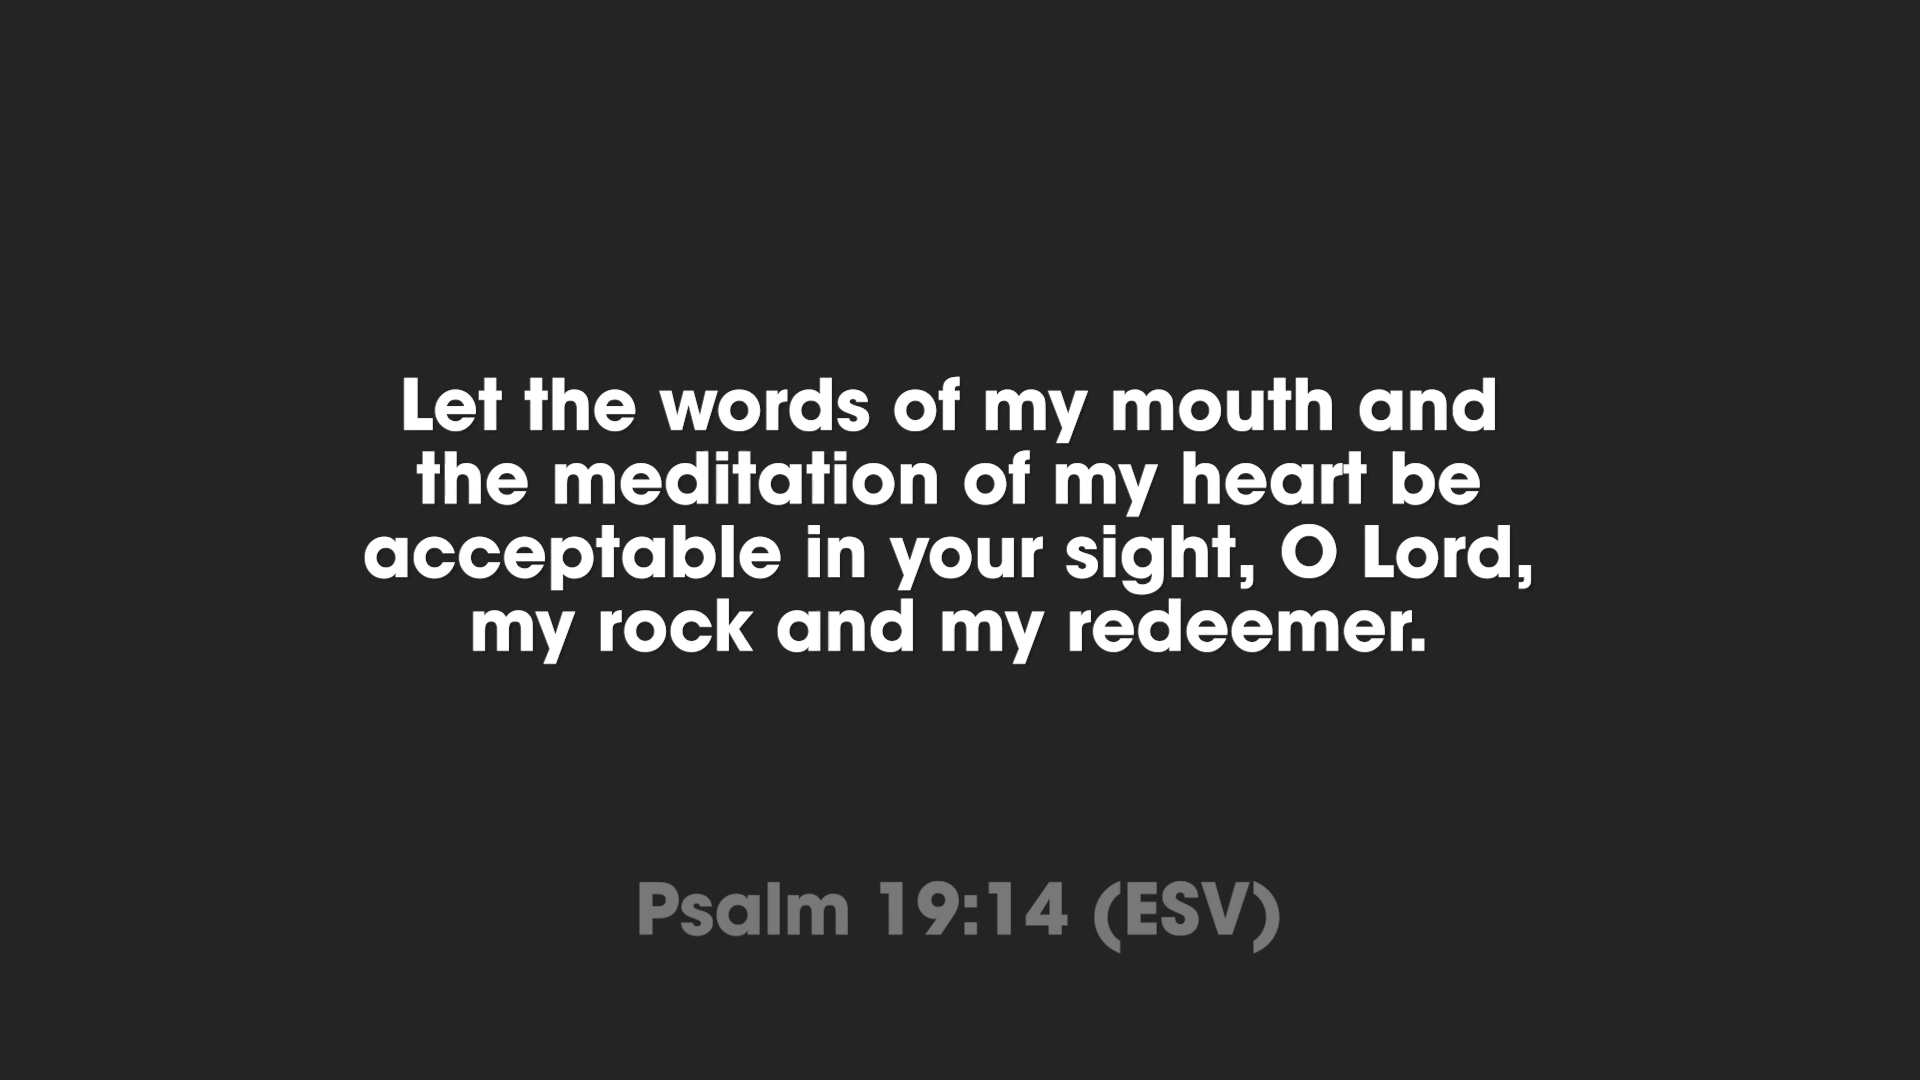 Let the words of my mouth and
the meditation of my heart be
acceptable in your sight, O Lord,
my rock and my redeemer.
Psalm 19:14 (ESV)